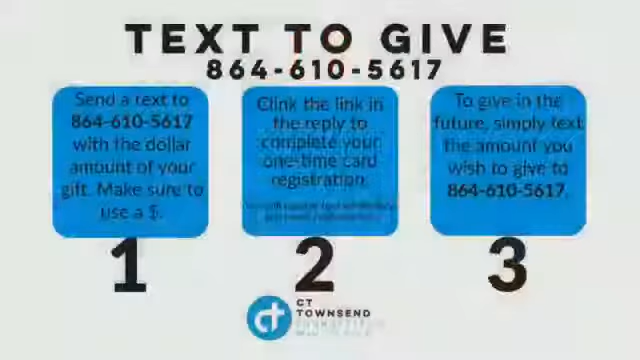 TEXT TO GIVE
864-610-5617
Send a text to
864-610-5617
with the dollar
amount of your
gift. Make sure to
use a $.
Clink the link in
the reply to
complete your
one-time card
registration.
To give in the
future, simply text
the amount you
wish to give to
864-610-5617.
1
2
3
ct
CT
TOWNSEND